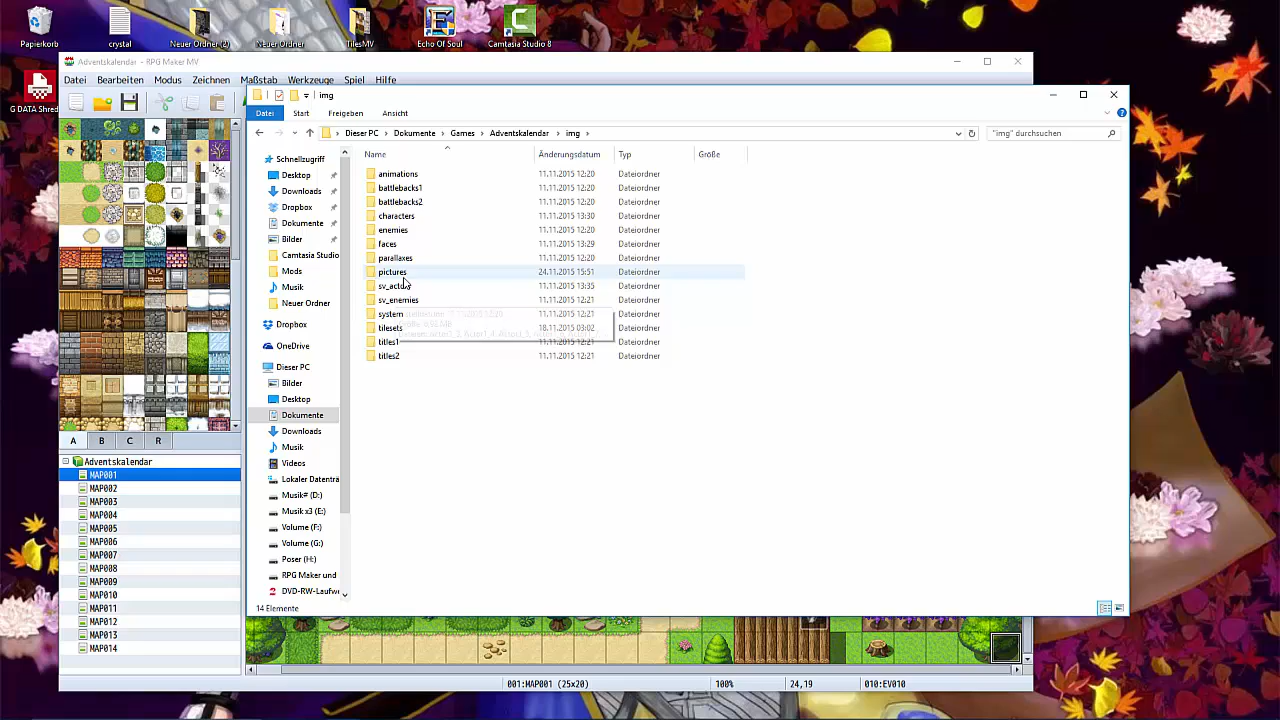 Papierkorb
crystal
Neuer Ordner (2)
Neuer Ordner
TilesMV
Echo Of Soul
Camtasia Studio 8
G DATA Shred
Adventskalendar - RPG Maker MV
Datei Bearbeiten Modus Zeichnen Maßstab Werkzeuge Spiel Hilfe
img
Datei Start Freigeben Ansicht
Dieser PC Dokumente Games Adventskalendar img
"img" durchsuchen
Name Änderungsdatum Typ Größe
animations 11.11.2015 12:20 Dateiordner
battlebacks1 11.11.2015 12:20 Dateiordner
battlebacks2 11.11.2015 12:20 Dateiordner
characters 11.11.2015 13:30 Dateiordner
enemies 11.11.2015 12:20 Dateiordner
faces 11.11.2015 13:29 Dateiordner
parallaxes 11.11.2015 12:20 Dateiordner
pictures 24.11.2015 15:51 Dateiordner
11.11.2015 13:35 Dateiordner
sv_enemies 11.11.2015 12:21 Dateiordner
system 11.11.2015 12:21 Dateiordner
tilesets 18.11.2015 03:02 Dateiordner
titles1 11.11.2015 12:21 Dateiordner
titles2 11.11.2015 12:21 Dateiordner
Schnellzugriff
Desktop
Downloads
Dropbox
Dokumente
Bilder
Camtasia Studio
Mods
Musik
Neuer Ordner
Dropbox
OneDrive
Dieser PC
Bilder
Desktop
Dokumente
Downloads
Musik
Videos
Lokaler Datenträ
Musik# (D:)
Musik x3 (E:)
Volume (F:)
Volume (G:)
Poser (H:)
RPG Maker und
DVD-RW-Laufw
14 Elemente
A B C R
Adventskalendar
MAP001
MAP002
MAP003
MAP004
MAP005
MAP006
MAP007
MAP008
MAP009
MAP010
MAP011
MAP012
MAP013
MAP014
001:MAP001 (25x20) 100% 24,19 010:EV010